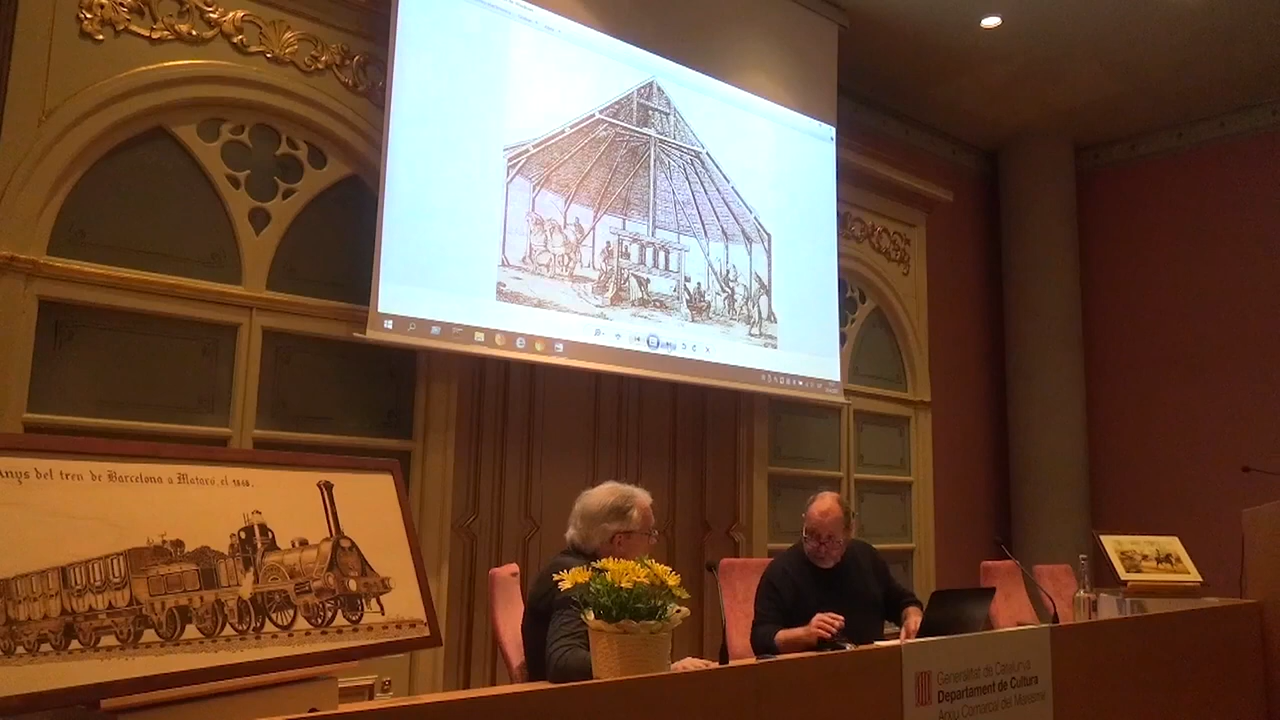 Anys del tren de Barcelona a Mataró, el 1848.
Generalitat de Catalunya
Departament de Cultura
Arxiu Comarcal del Maresme